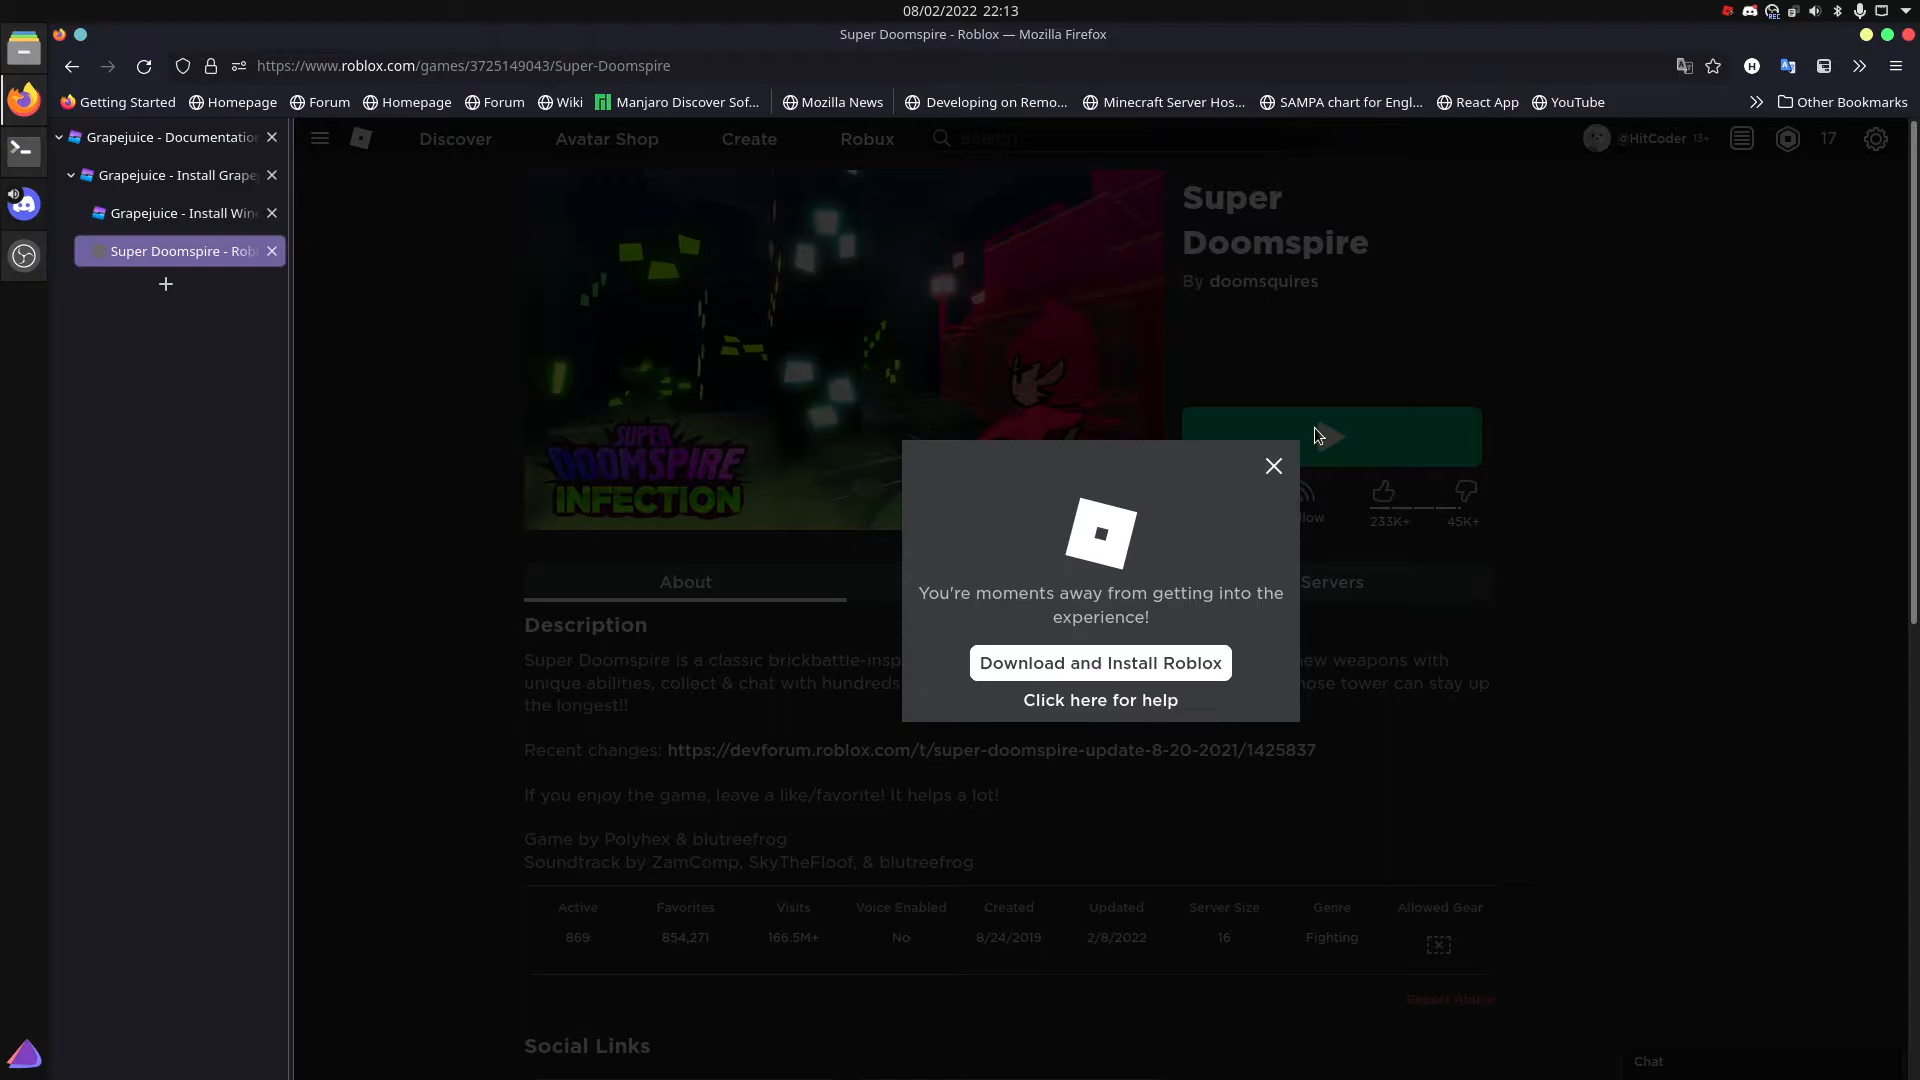 08/02/2022 22:13
Super Doomspire - Roblox — Mozilla Firefox
https://www.roblox.com/games/3725149043/Super-Doomspire
Getting Started Homepage Forum Homepage Forum Wiki Manjaro Discover Sof... Mozilla News Developing on Remo... Minecraft Server Hos... SAMPA chart for Engl... React App YouTube Other Bookmarks
Grapejuice - Documentatio
Grapejuice - Install Grape
Grapejuice - Install Win
Super Doomspire - Rob
Discover Avatar Shop Create Robux @HitCoder 13+ 17
Super
Doomspire
By doomsquires
SUPER
DOOMSPIRE
INFECTION
llow 233K+ 45K+
You're moments away from getting into the
experience!
Download and Install Roblox
Click here for help
About Servers
Description
Super Doomspire is a classic brickbattle-insp ew weapons with
unique abilities, collect & chat with hundreds hose tower can stay up
the longest!!
Recent changes: https://devforum.roblox.com/t/super-doomspire-update-8-20-2021/1425837
If you enjoy the game, leave a like/favorite! It helps a lot!
Game by Polyhex & blutreefrog
Soundtrack by ZamComp, SkyTheFloof, & blutreefrog
Active Favorites Visits Voice Enabled Created Updated Server Size Genre Allowed Gear
869 854,271 166.5M+ No 8/24/2019 2/8/2022 16 Fighting
Report Abuse
Social Links
Chat